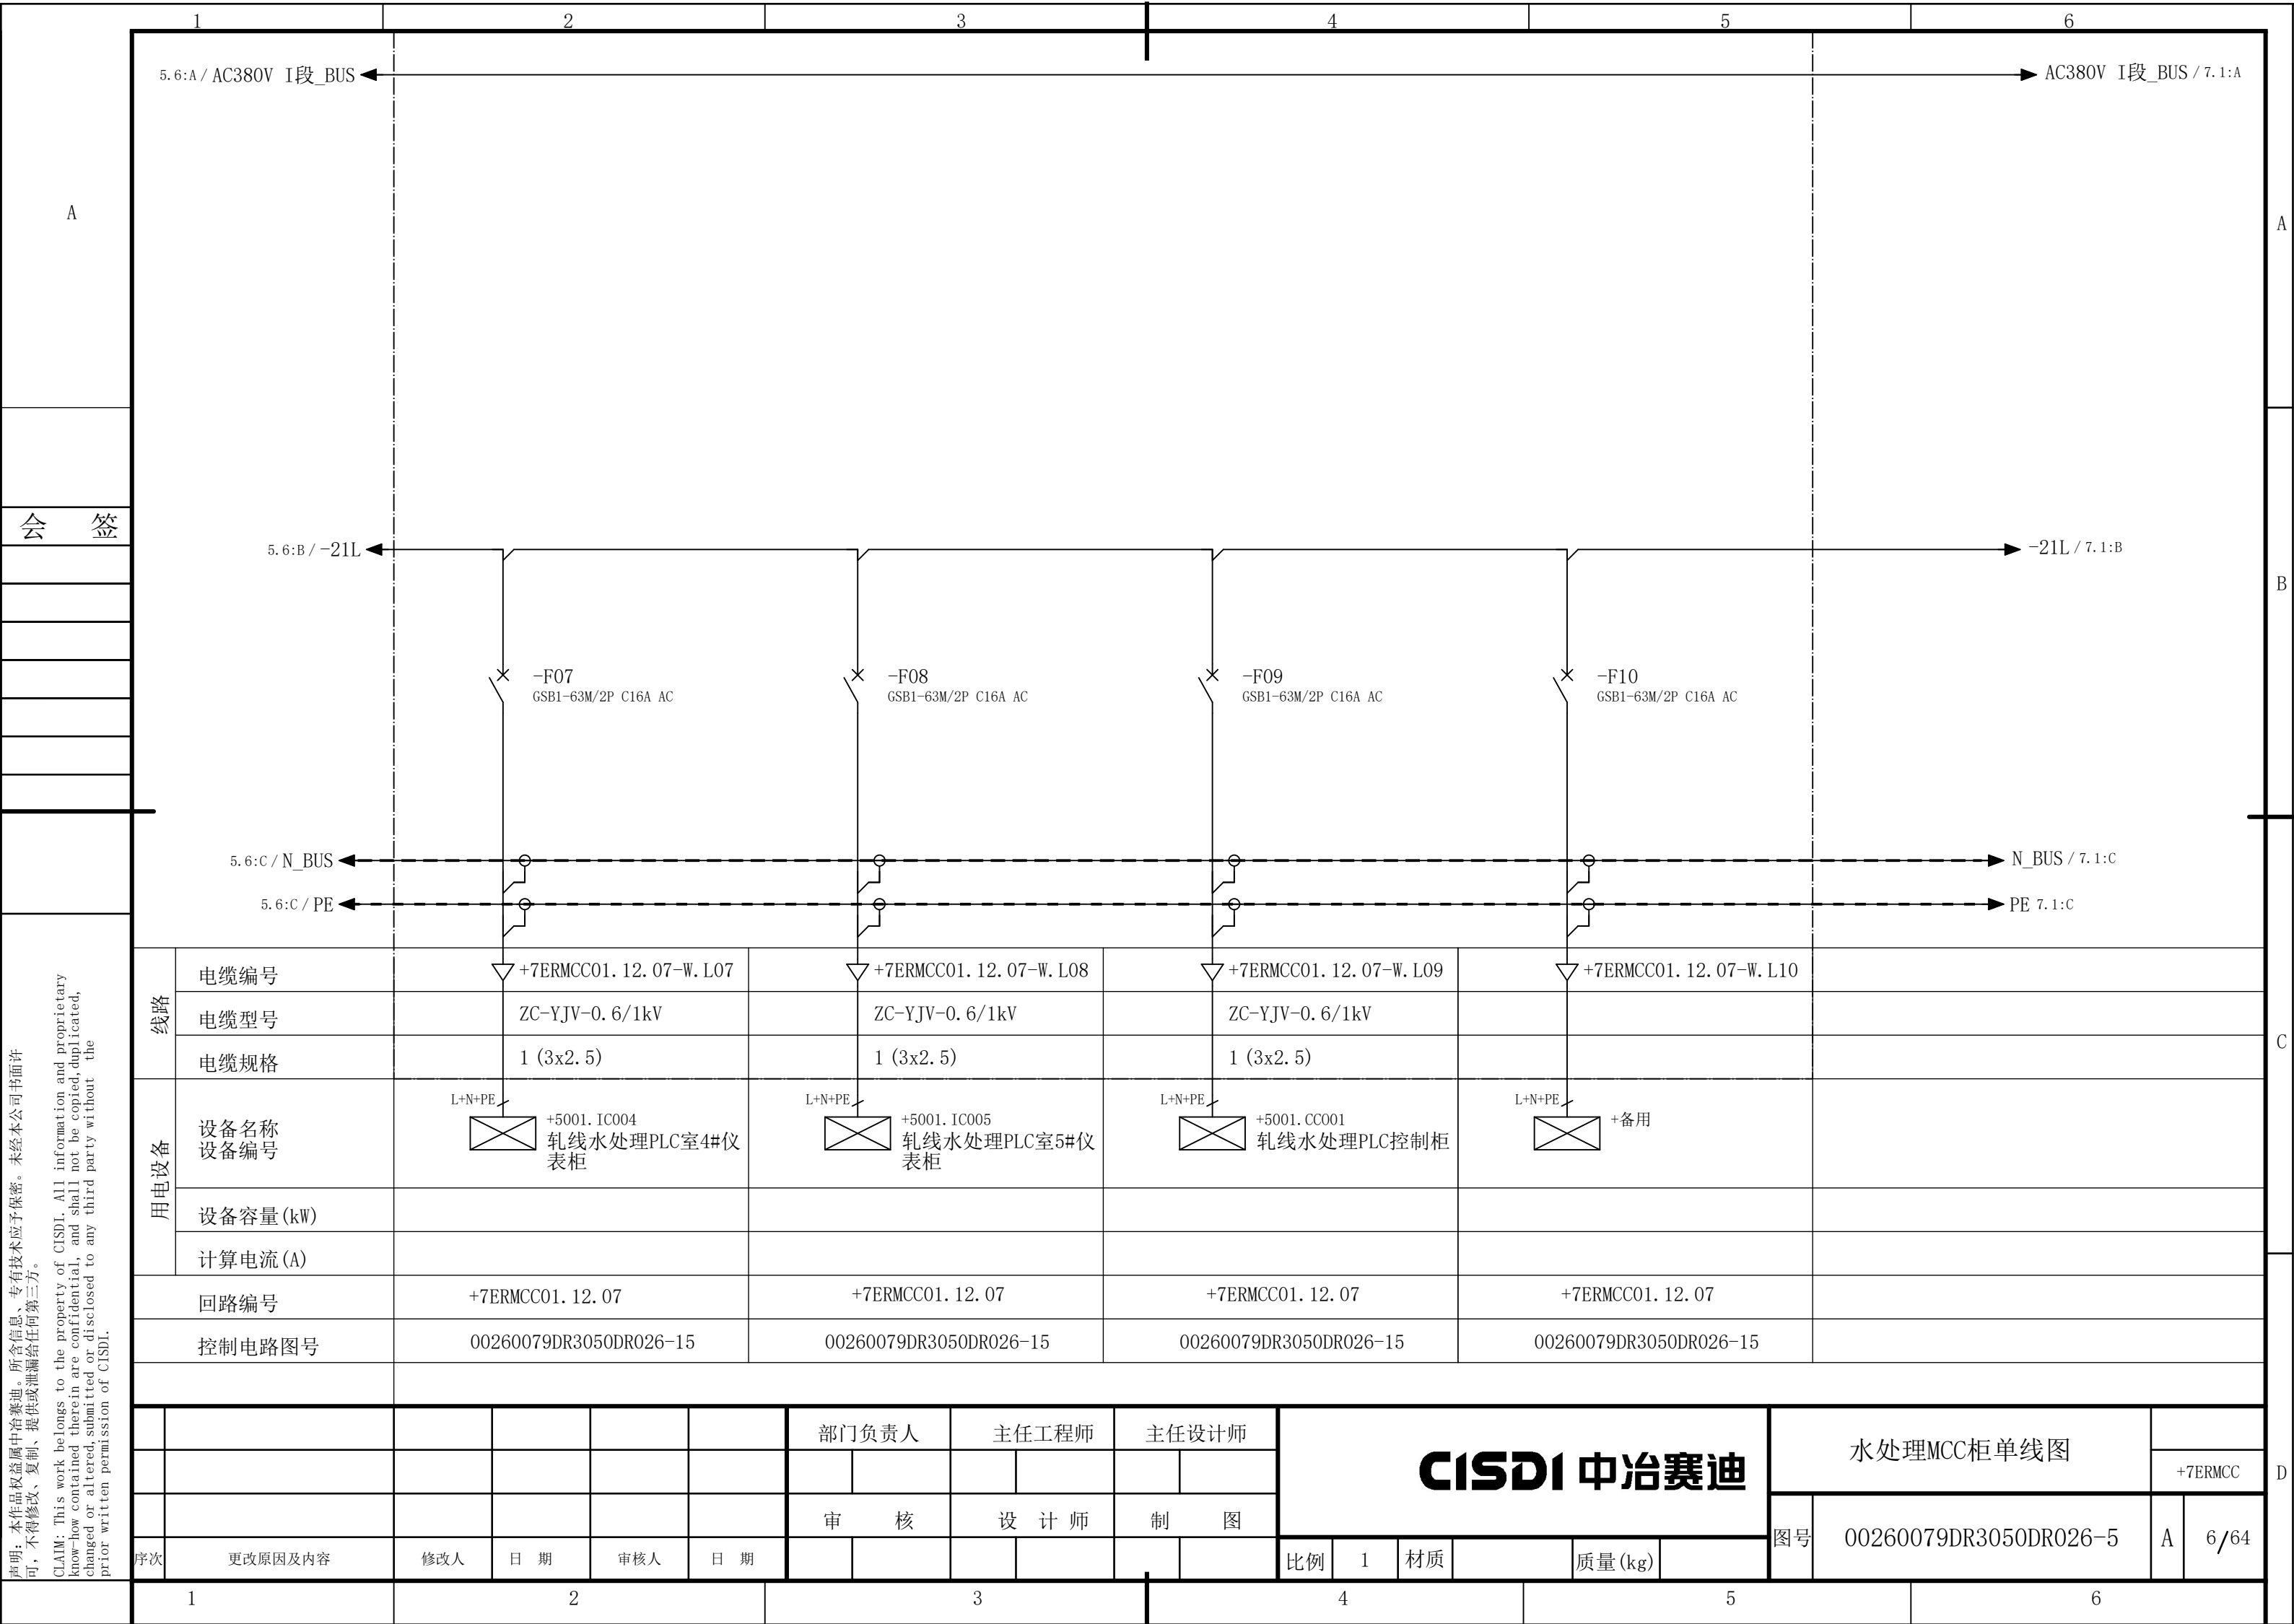 1 2 3 4 5 6
5.6:A / AC380V I段_BUS
AC380V I段_BUS / 7.1:A
A
A
会 签
5.6:B / -21L
-21L / 7.1:B
B
-F07
GSB1-63M/2P C16A AC
-F08
GSB1-63M/2P C16A AC
-F09
GSB1-63M/2P C16A AC
-F10
GSB1-63M/2P C16A AC
5.6:C / N_BUS
N_BUS / 7.1:C
5.6:C / PE
PE 7.1:C
线路
电缆编号
+7ERMCC01.12.07-W.L07
+7ERMCC01.12.07-W.L08
+7ERMCC01.12.07-W.L09
+7ERMCC01.12.07-W.L10
电缆型号
ZC-YJV-0.6/1kV
ZC-YJV-0.6/1kV
ZC-YJV-0.6/1kV
电缆规格
1(3x2.5)
1(3x2.5)
1(3x2.5)
C
用电设备
设备名称
设备编号
L+N+PE
+5001.IC004
轧线水处理PLC室4#仪
表柜
L+N+PE
+5001.IC005
轧线水处理PLC室5#仪
表柜
L+N+PE
+5001.CC001
轧线水处理PLC控制柜
L+N+PE
+备用
设备容量(kW)
计算电流(A)
回路编号
+7ERMCC01.12.07
+7ERMCC01.12.07
+7ERMCC01.12.07
+7ERMCC01.12.07
控制电路图号
00260079DR3050DR026-15
00260079DR3050DR026-15
00260079DR3050DR026-15
00260079DR3050DR026-15
声明: 本作品权益属中冶赛迪。所含信息、专有技术应予保密。未经本公司书面许
可, 不得修改、复制、提供或泄漏给任何第三方。
CLAIM: This work belongs to the property of CISDI. All information and proprietary
know-how contained therein are confidential, and shall not be copied,duplicated,
changed or altered,submitted or disclosed to any third party without the
prior written permission of CISDI.
序次 更改原因及内容 修改人 日 期 审核人 日 期
部门负责人 主任工程师 主任设计师
审 核 设 计 师 制 图
CISDI 中冶赛迪
比例 1 材质 质量(kg)
水处理MCC柜单线图
+7ERMCC
D
图号 00260079DR3050DR026-5 A 6/64
1 2 3 4 5 6